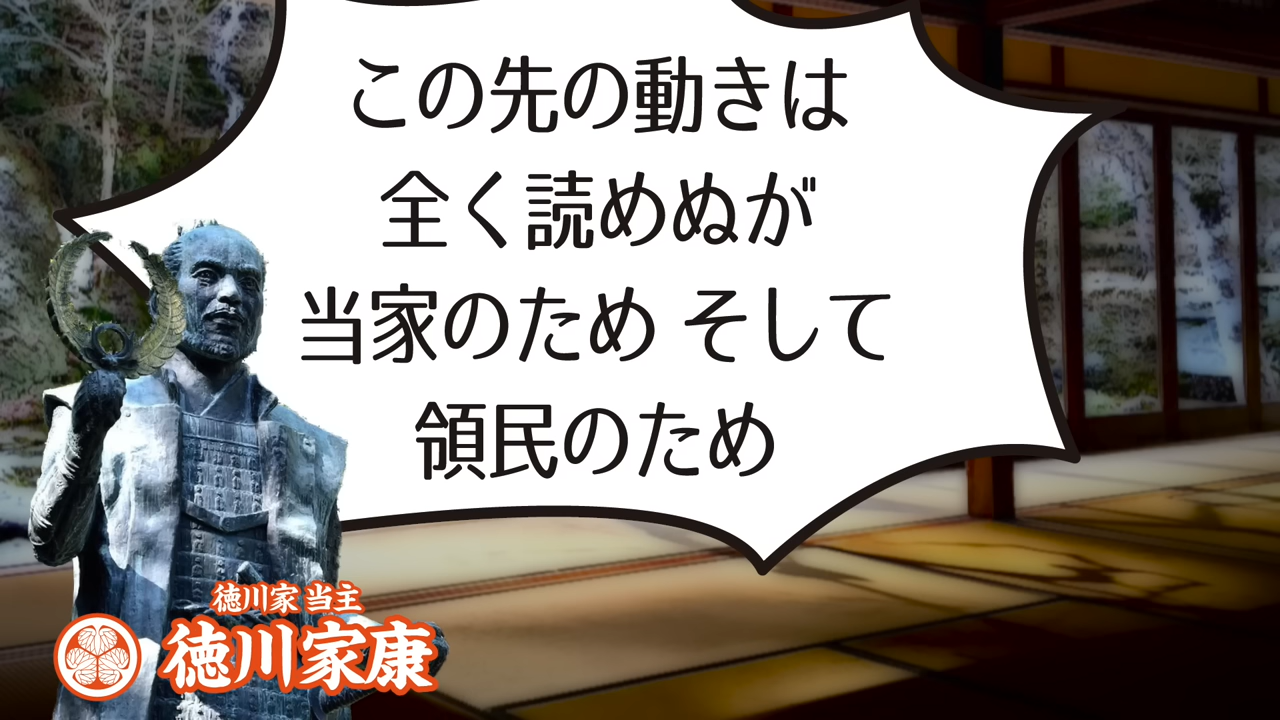 この先の動きは
全く読めぬが
当家のため そして
領民のため
徳川家 当主
徳川家康